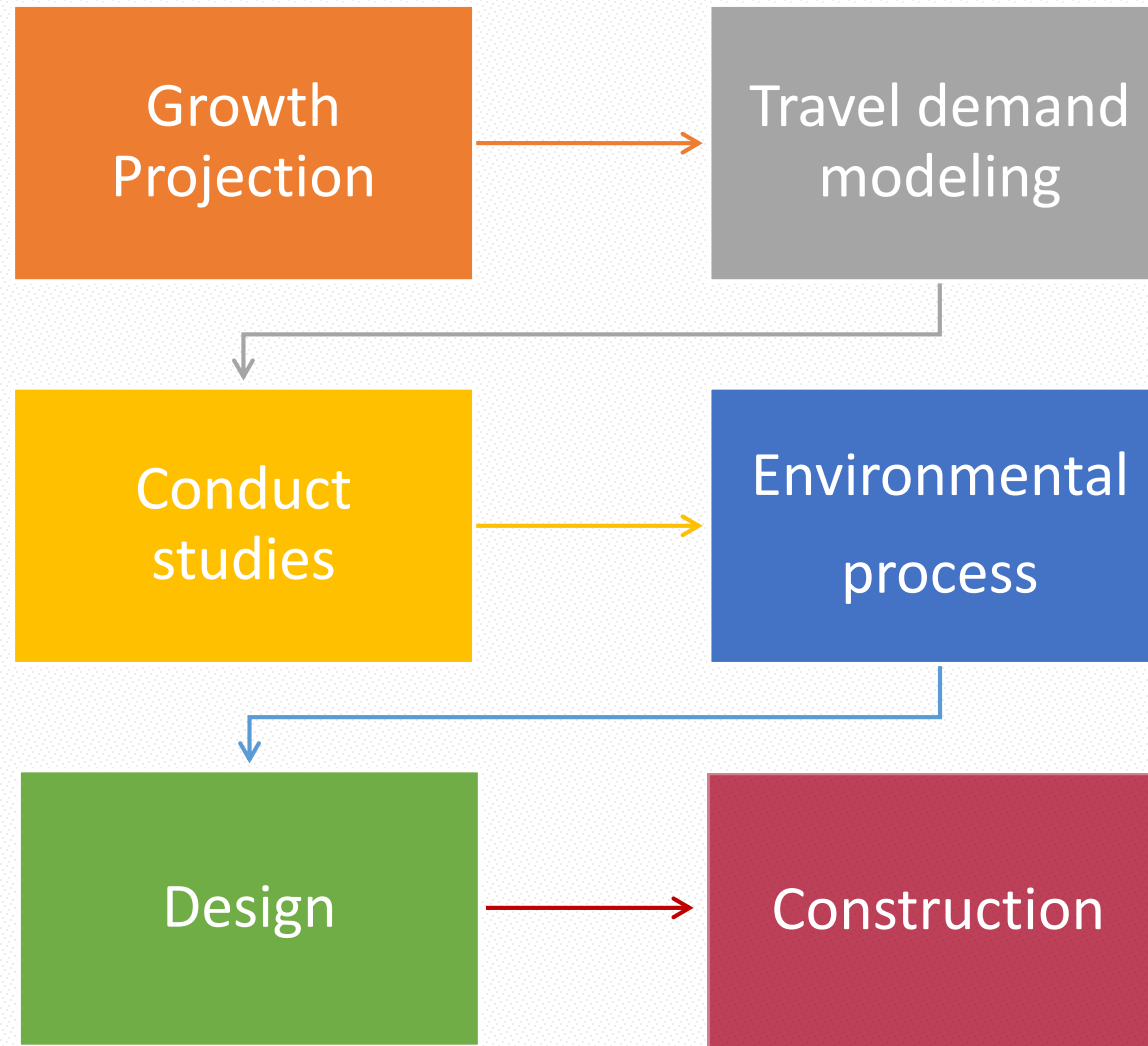 Growth
Projection
Travel demand
modeling
Conduct
studies
Environmental
process
Design
Construction